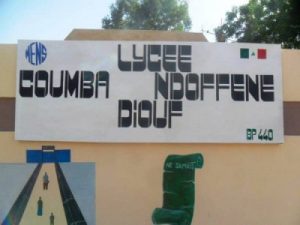 MENS
LYCEE
COUMBA NDOFFENE
DIOUF
BP 440